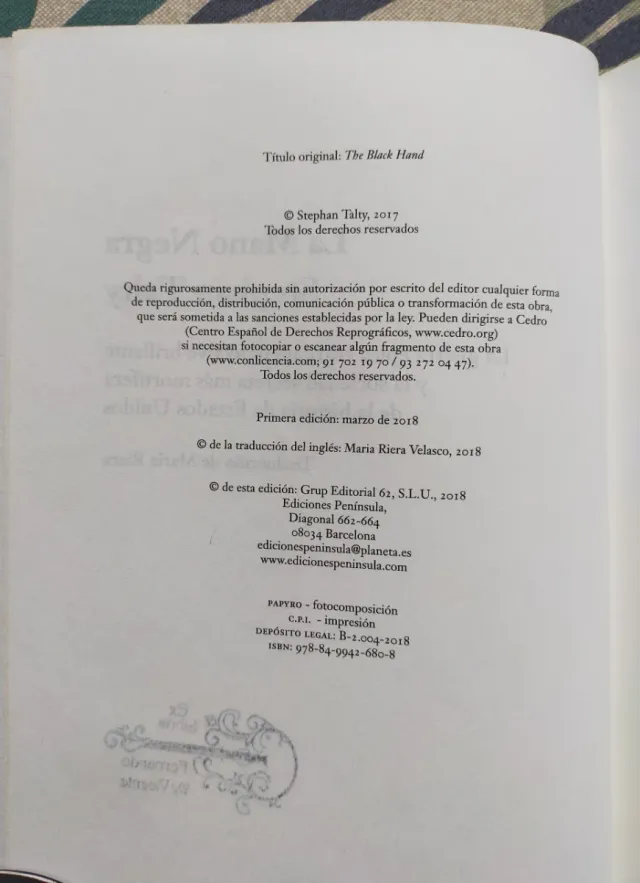 Título original: The Black Hand
© Stephan Talty, 2017
Todos los derechos reservados
Queda rigurosamente prohibida sin autorización por escrito del editor cualquier forma
de reproducción, distribución, comunicación pública o transformación de esta obra,
que será sometida a las sanciones establecidas por la ley. Pueden dirigirse a Cedro
(Centro Español de Derechos Reprográficos, www.cedro.org)
si necesitan fotocopiar o escanear algún fragmento de esta obra
(www.conlicencia.com; 91 702 19 70 / 93 272 04 47).
Todos los derechos reservados.
Primera edición: marzo de 2018
© de la traducción del inglés: Maria Riera Velasco, 2018
© de esta edición: Grup Editorial 62, S.L.U., 2018
Ediciones Península,
Diagonal 662-664
08034 Barcelona
edicionespeninsula@planeta.es
www.edicionespeninsula.com
PAPYRO - fotocomposición
C.P.I. - impresión
DEPÓSITO LEGAL: B-2.004-2018
ISBN: 978-84-9942-680-8